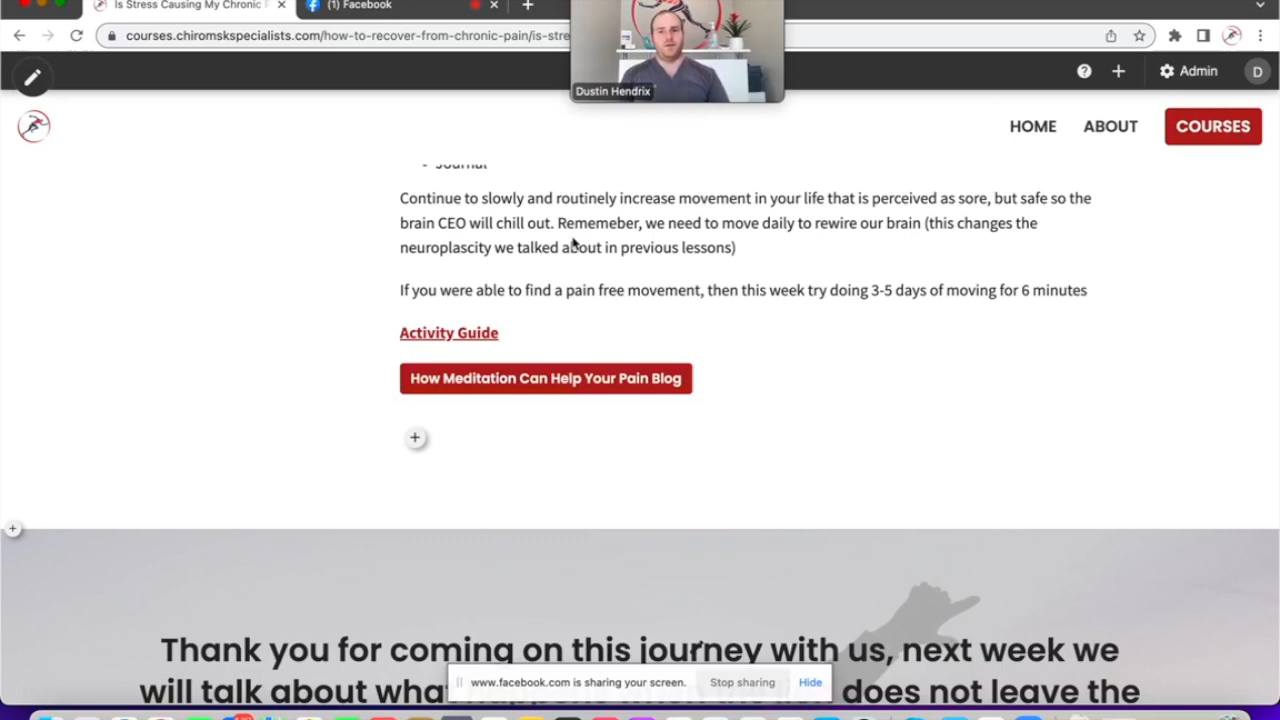 Is Stress Causing My Chronic
(1) Facebook
courses.chiromskspecialists.com/how-to-recover-from-chronic-pain/is-stre
Dustin Hendrix
Admin
D
HOME ABOUT COURSES
- Journal
Continue to slowly and routinely increase movement in your life that is perceived as sore, but safe so the
brain CEO will chill out. Rememeber, we need to move daily to rewire our brain (this changes the
neuroplascity we talked about in previous lessons)
If you were able to find a pain free movement, then this week try doing 3-5 days of moving for 6 minutes
Activity Guide
How Meditation Can Help Your Pain Blog
Thank you for coming on this journey with us, next week we
www.facebook.com is sharing your screen. Stop sharing Hide
will talk about what does not leave the